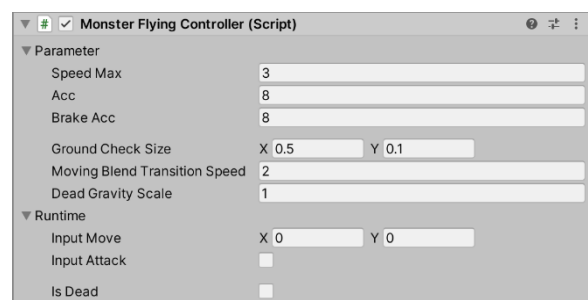 # Monster Flying Controller (Script)
Parameter
Speed Max 3
Acc 8
Brake Acc 8
Ground Check Size X 0.5 Y 0.1
Moving Blend Transition Speed 2
Dead Gravity Scale 1
Runtime
Input Move X 0 Y 0
Input Attack
Is Dead